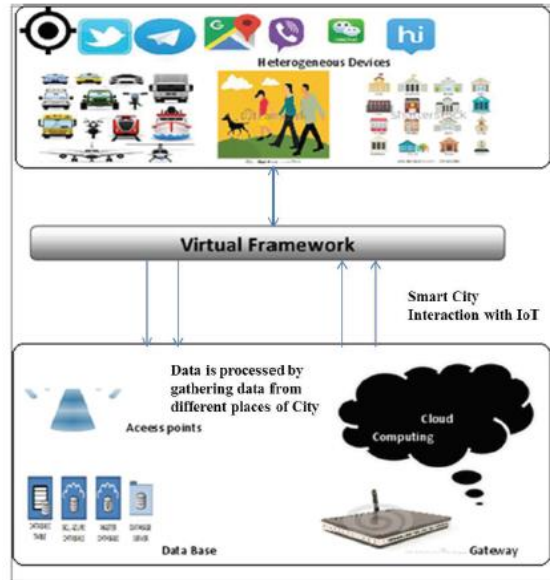 hi
Heterogeneous Devices
Virtual Framework
Smart City
Interaction with IoT
Data is processed by
gathering data from
different places of City
Aceess points
Cloud
Computing
Data Base
Gateway